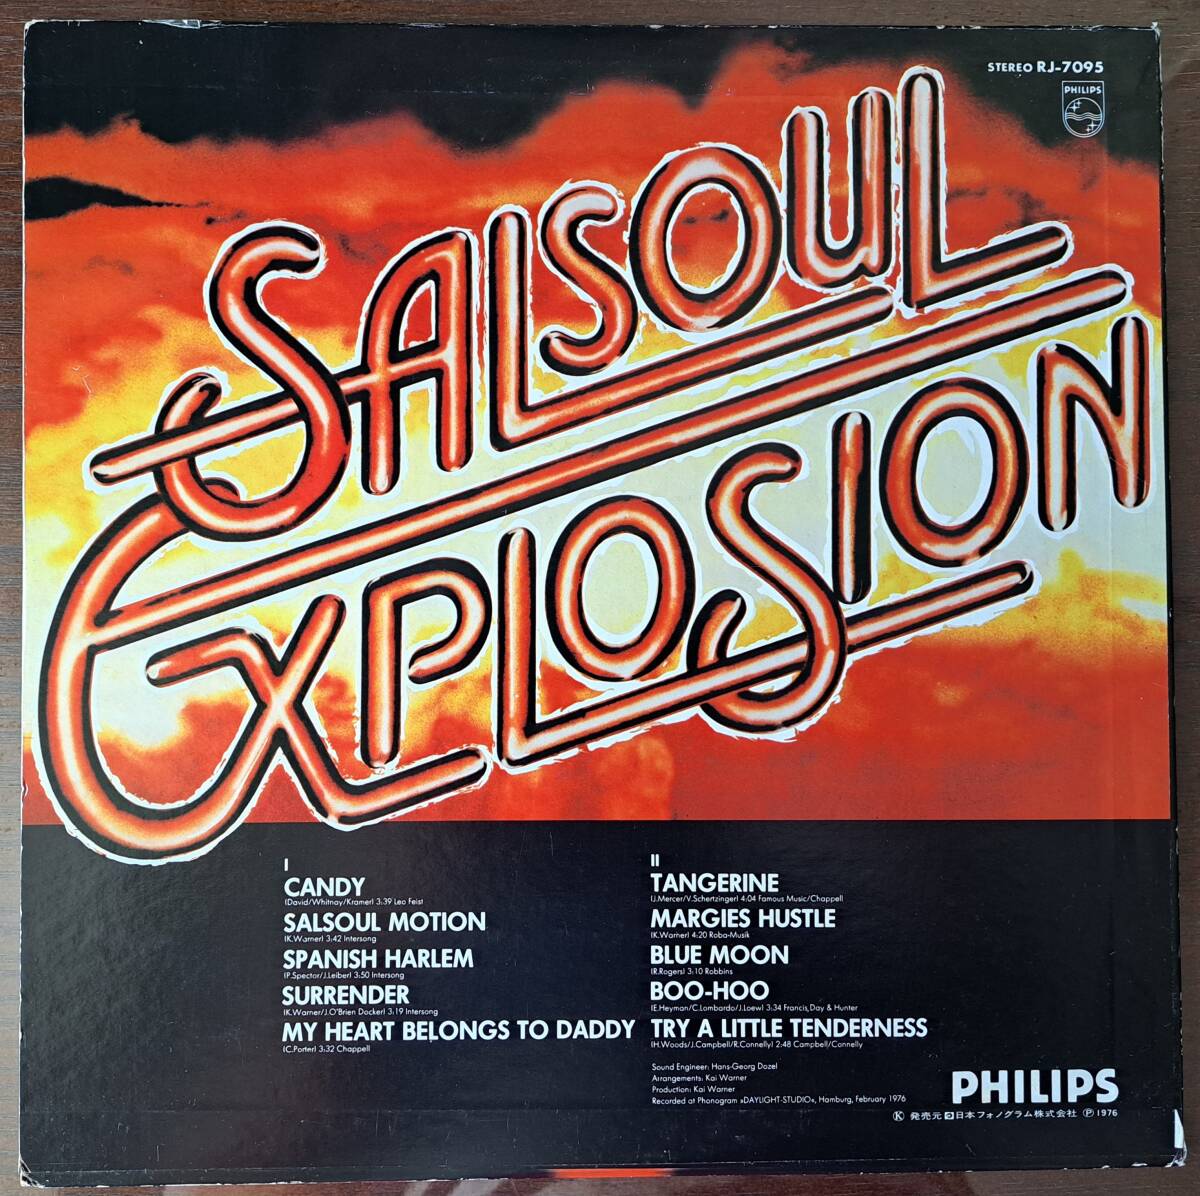 STEREO RJ-7095
PHILIPS
SALSOUL
EXPLOSION
I
CANDY
(David/Whitney/Kramer) 3:39 Leo Feist
SALSOUL MOTION
(K.Warner) 3:42 Intersong
SPANISH HARLEM
(P.Spector/J.Leiber) 3:50 Intersong
SURRENDER
(K.Warner/J.O'Brien Docker) 3:19 Intersong
MY HEART BELONGS TO DADDY
(C.Porter) 3:32 Chappell
II
TANGERINE
(J.Mercer/V.Schertzinger) 4:04 Famous Music/Chappell
MARGIES HUSTLE
(K.Warner) 4:20 Roba-Musik
BLUE MOON
(R.Rogers) 3:10 Robbins
BOO-HOO
(E.Heyman/C.Lombardo/J.Loew) 3:34 Francis, Day & Hunter
TRY A LITTLE TENDERNESS
(H.Woods/J.Campbell/R.Connelly) 2:48 Campbell/Connelly
Sound Engineer: Hans-Georg Dozel
Arrangements: Kai Warner
Production: Kai Warner
Recorded at Phonogram »DAYLIGHT-STUDIO«, Hamburg, February 1976
PHILIPS
Ⓚ 発売元 日本フォノグラム株式会社 Ⓟ 1976